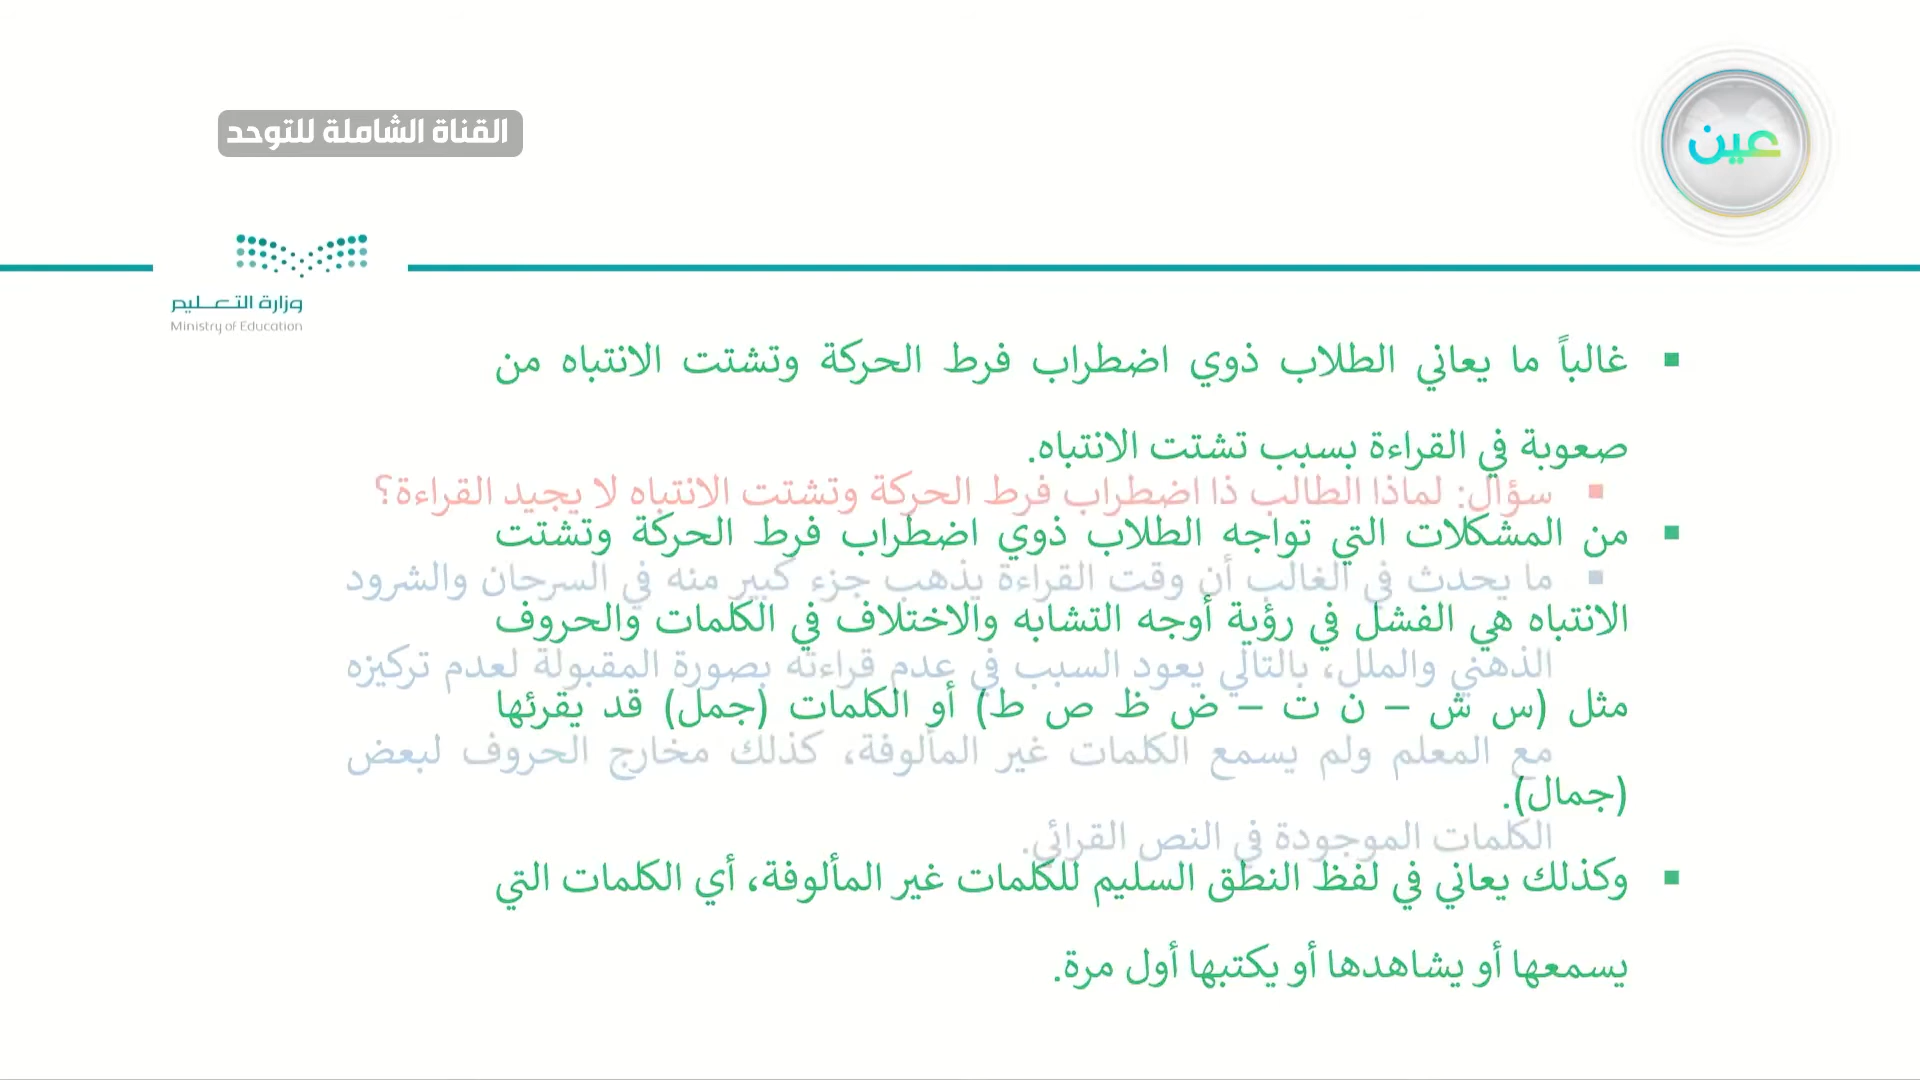 القناة الشاملة للتوحد
عين
وزارة التعليم
Ministry of Education
غالباً ما يعاني الطلاب ذوي اضطراب فرط الحركة وتشتت الانتباه من
صعوبة في القراءة بسبب تشتت الانتباه.
سؤال: لماذا الطالب ذا اضطراب فرط الحركة وتشتت الانتباه لا يجيد القراءة؟
من المشكلات التي تواجه الطلاب ذوي اضطراب فرط الحركة وتشتت
ما يحدث في الغالب أن وقت القراءة يذهب جزء كبير منه في السرحان والشرود
الانتباه هي الفشل في رؤية أوجه التشابه والاختلاف في الكلمات والحروف
الذهني والملل، بالتالي يعود السبب في عدم قراءته بصورة المقبولة لعدم تركيزه
مثل (س ش – ن ت – ض ظ ص ط) أو الكلمات (جمل) قد يقرئها
مع المعلم ولم يسمع الكلمات غير المألوفة، كذلك مخارج الحروف لبعض
(جمال).
الكلمات الموجودة في النص القرائي.
وكذلك يعاني في لفظ النطق السليم للكلمات غير المألوفة، أي الكلمات التي
يسمعها أو يشاهدها أو يكتبها أول مرة.